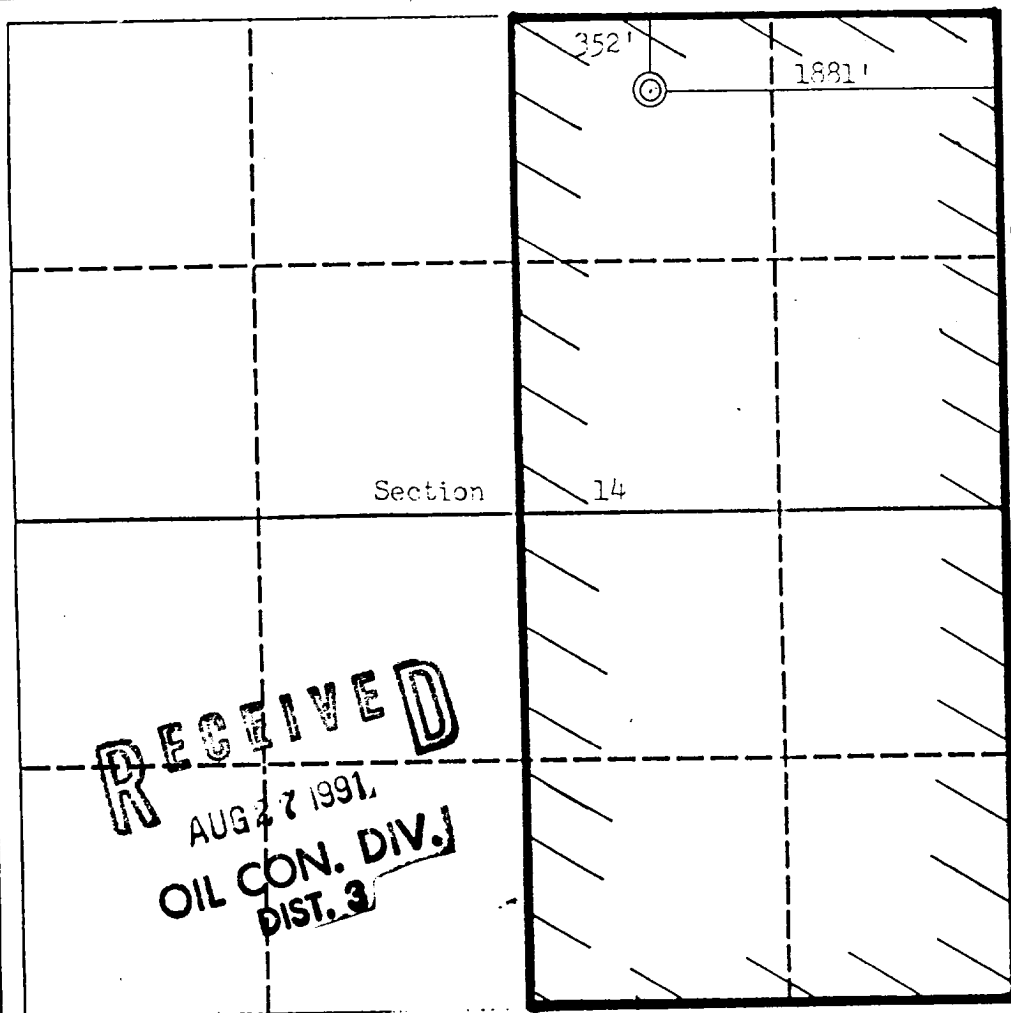 352'
1881'
Section 14
RECEIVED
AUG 27 1991
OIL CON. DIV.
DIST. 3